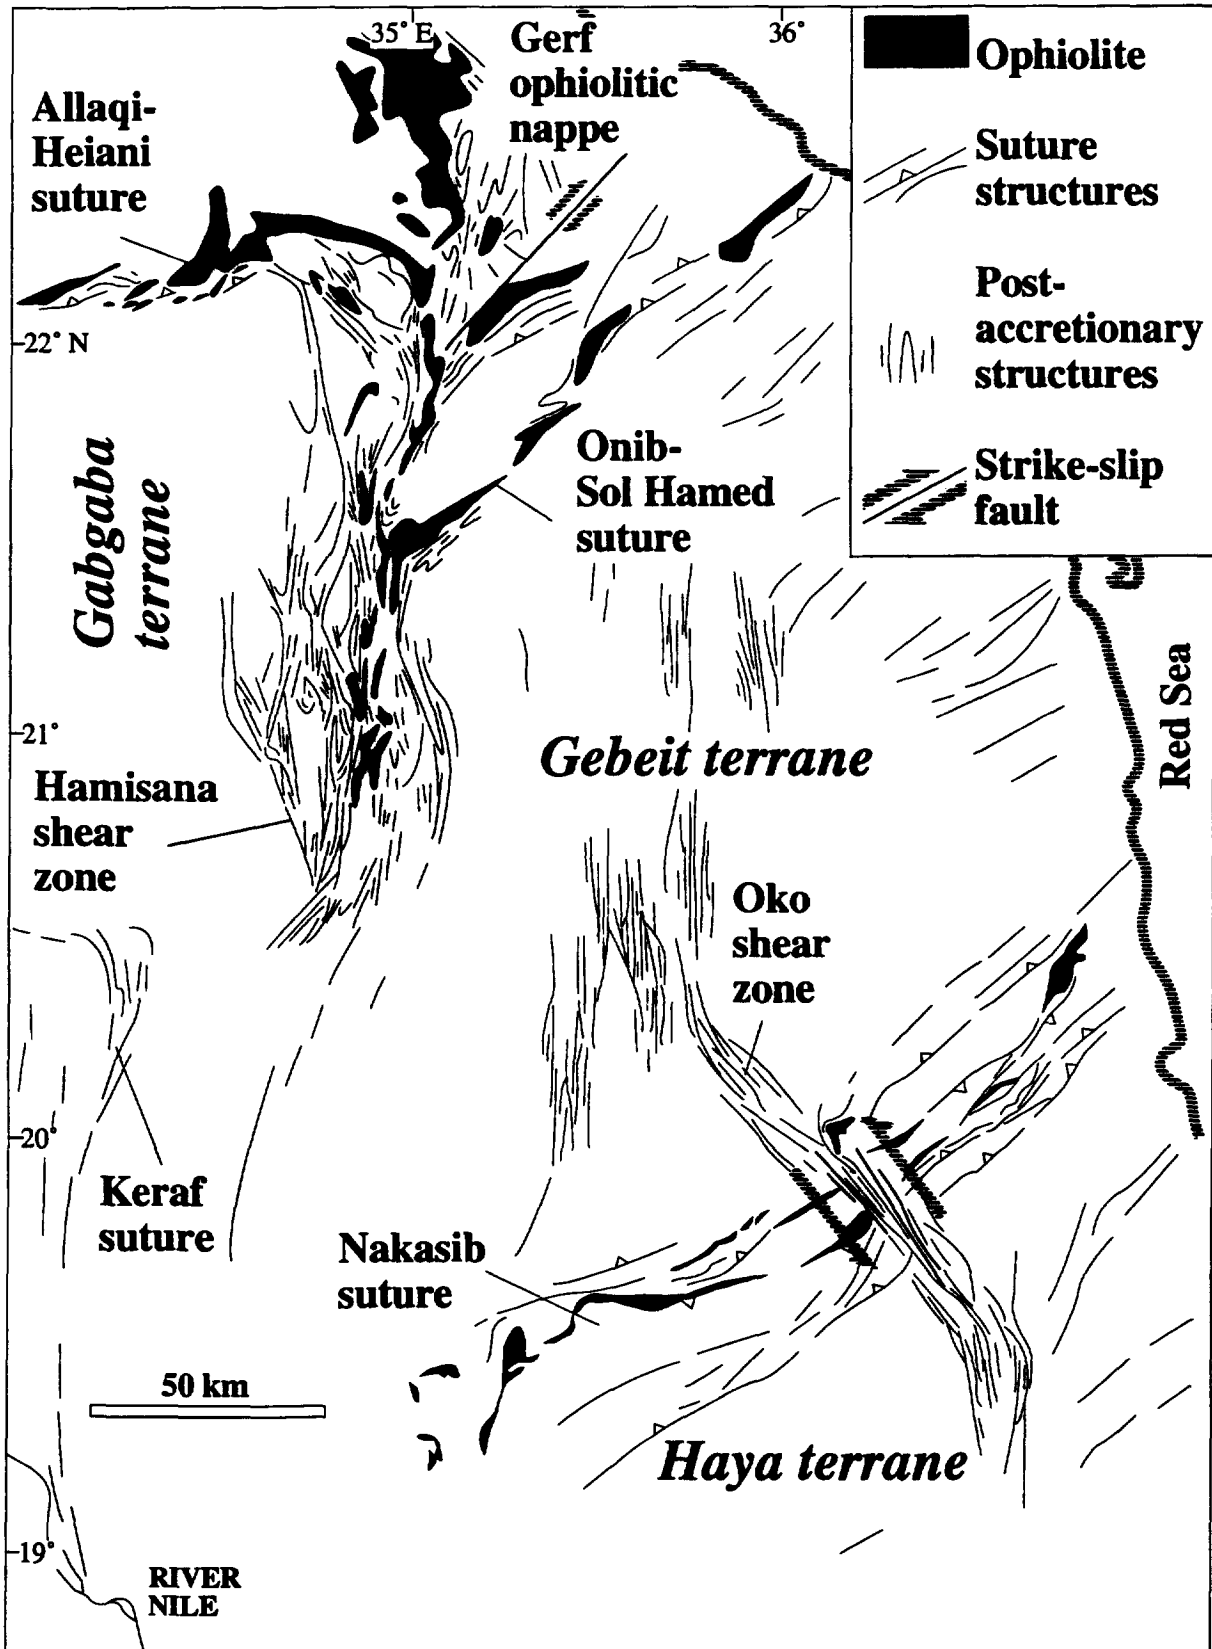 35° E
36°
Gerf
ophiolitic
nappe
Ophiolite
Allaqi-
Heiani
suture
Suture
structures
Post-
accretionary
structures
22° N
Strike-slip
fault
Onib-
Sol Hamed
suture
Gabgaba
terrane
Red Sea
21°
Gebeit terrane
Hamisana
shear
zone
Oko
shear
zone
20°
Keraf
suture
Nakasib
suture
50 km
Haya terrane
19°
RIVER
NILE